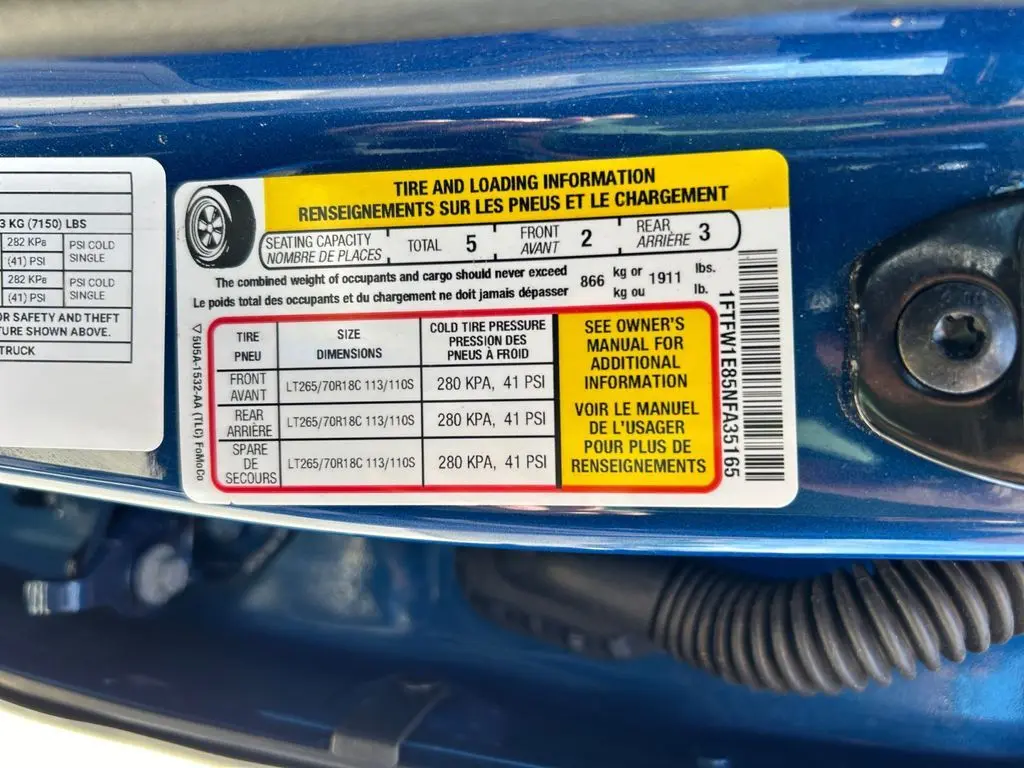 3 KG (7150) LBS
282 KPa PSI COLD
(41) PSI SINGLE
282 KPa PSI COLD
(41) PSI SINGLE
OR SAFETY AND THEFT
TURE SHOWN ABOVE.
TRUCK
TIRE AND LOADING INFORMATION
RENSEIGNEMENTS SUR LES PNEUS ET LE CHARGEMENT
SEATING CAPACITY
NOMBRE DE PLACES
TOTAL 5
FRONT
AVANT 2
REAR
ARRIÈRE 3
The combined weight of occupants and cargo should never exceed 866 kg or 1911 lbs.
Le poids total des occupants et du chargement ne doit jamais dépasser kg ou lb.
TIRE
PNEU
SIZE
DIMENSIONS
COLD TIRE PRESSURE
PRESSION DES
PNEUS À FROID
FRONT
AVANT
LT265/70R18C 113/110S
280 KPA, 41 PSI
REAR
ARRIÈRE
LT265/70R18C 113/110S
280 KPA, 41 PSI
SPARE
DE
SECOURS
LT265/70R18C 113/110S
280 KPA, 41 PSI
SEE OWNER'S
MANUAL FOR
ADDITIONAL
INFORMATION
VOIR LE MANUEL
DE L'USAGER
POUR PLUS DE
RENSEIGNEMENTS
5U5A-1532-AA (TLC) FoMoCo
1FTFW1E85NFA35165